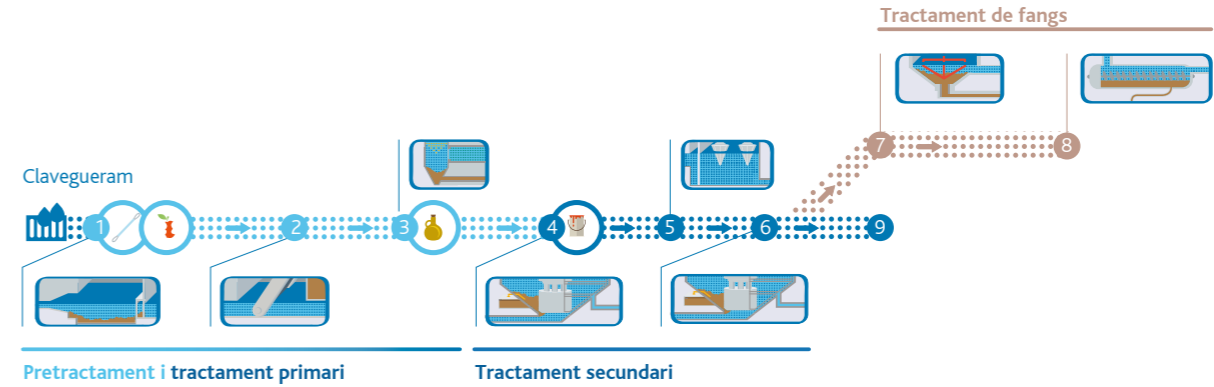 Tractament de fangs
7
8
Clavegueram
1
2
3
4
5
6
9
Pretractament i tractament primari
Tractament secundari